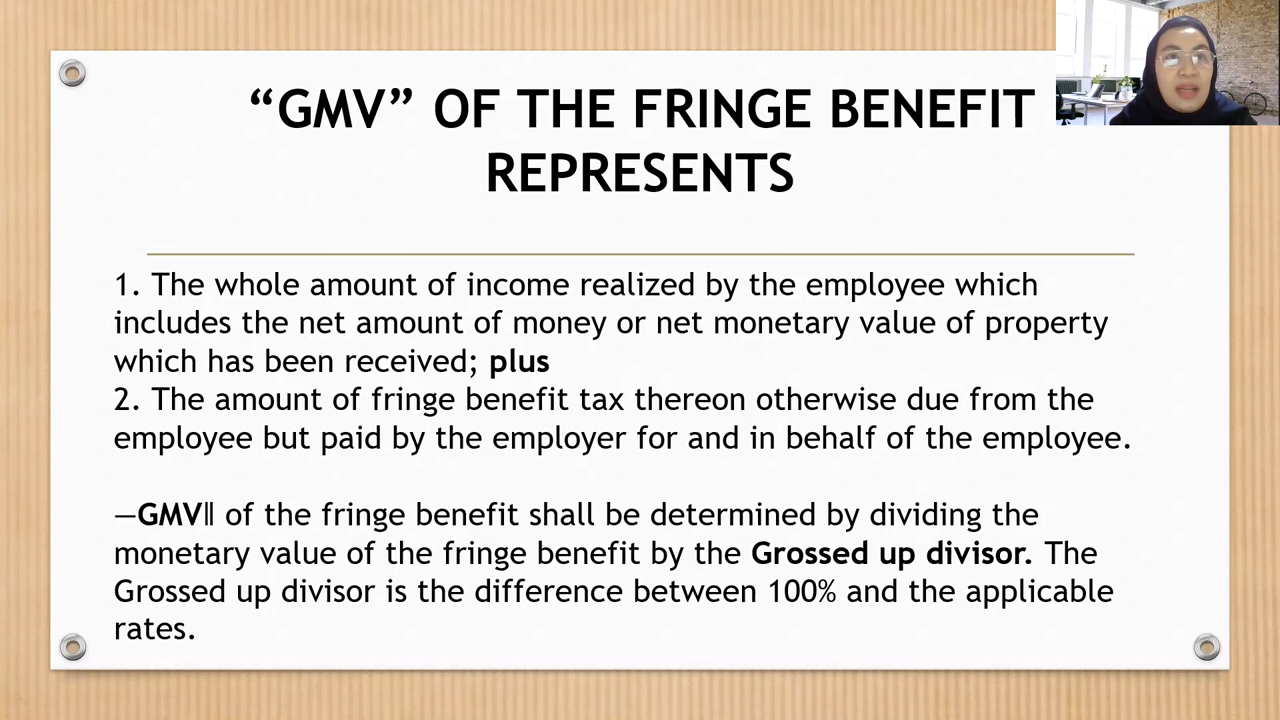 “GMV” OF THE FRINGE BENEFIT
REPRESENTS
1. The whole amount of income realized by the employee which
includes the net amount of money or net monetary value of property
which has been received; plus
2. The amount of fringe benefit tax thereon otherwise due from the
employee but paid by the employer for and in behalf of the employee.
―GMV‖ of the fringe benefit shall be determined by dividing the
monetary value of the fringe benefit by the Grossed up divisor. The
Grossed up divisor is the difference between 100% and the applicable
rates.